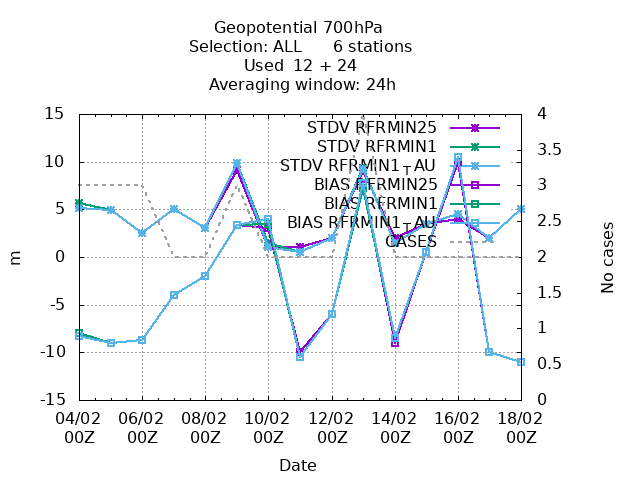 Geopotential 700hPa
Selection: ALL 6 stations
Used 12 + 24
Averaging window: 24h
STDV RFRMIN25
STDV RFRMIN1
STDV RFRMIN1_AU
BIAS RFRMIN25
BIAS RFRMIN1
BIAS RFRMIN1_AU
CASES
15
10
5
0
-5
-10
-15
m
4
3.5
3
2.5
2
1.5
1
0.5
0
No cases
04/02 06/02 08/02 10/02 12/02 14/02 16/02 18/02
00Z 00Z 00Z 00Z 00Z 00Z 00Z 00Z
Date